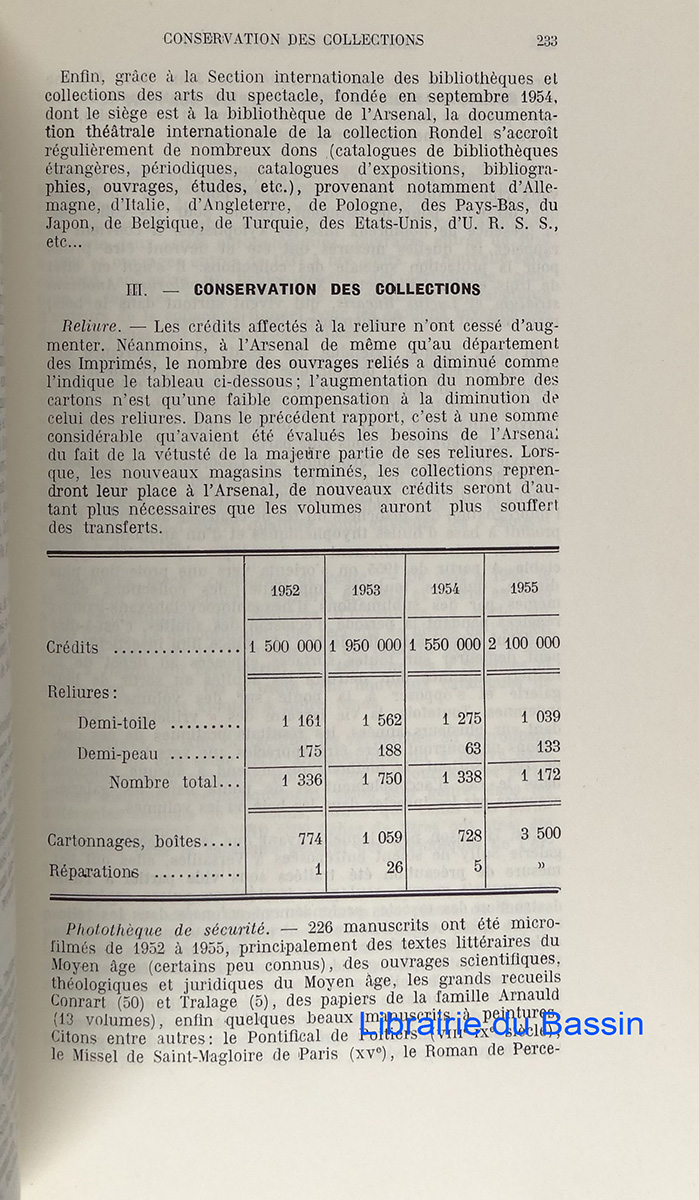 CONSERVATION DES COLLECTIONS 233
Enfin, grâce à la Section internationale des bibliothèques et
collections des arts du spectacle, fondée en septembre 1954,
dont le siège est à la bibliothèque de l'Arsenal, la documenta-
tion théâtrale internationale de la collection Rondel s'accroît
régulièrement de nombreux dons (catalogues de bibliothèques
étrangères, périodiques, catalogues d'expositions, bibliogra-
phies, ouvrages, études, etc.), provenant notamment d'Alle-
magne, d'Italie, d'Angleterre, de Pologne, des Pays-Bas, du
Japon, de Belgique, de Turquie, des Etats-Unis, d'U. R. S. S.,
etc...
III. — CONSERVATION DES COLLECTIONS
Reliure. — Les crédits affectés à la reliure n'ont cessé d'aug-
menter. Néanmoins, à l'Arsenal de même qu'au département
des Imprimés, le nombre des ouvrages reliés a diminué comme
l'indique le tableau ci-dessous; l'augmentation du nombre des
cartons n'est qu'une faible compensation à la diminution de
celui des reliures. Dans le précédent rapport, c'est à une somme
considérable qu'avaient été évalués les besoins de l'Arsenal
du fait de la vétusté de la majeure partie de ses reliures. Lors-
que, les nouveaux magasins terminés, les collections repren-
dront leur place à l'Arsenal, de nouveaux crédits seront d'au-
tant plus nécessaires que les volumes auront plus souffert
des transferts.
1952 1953 1954 1955
Crédits ................ 1 500 000 1 950 000 1 550 000 2 100 000
Reliures :
Demi-toile ......... 1 161 1 562 1 275 1 039
Demi-peau ......... 175 188 63 133
Nombre total... 1 336 1 750 1 338 1 172
Cartonnages, boîtes..... 774 1 059 728 3 500
Réparations ........... 1 26 5 »
Photothèque de sécurité. — 226 manuscrits ont été micro-
filmés de 1952 à 1955, principalement des textes littéraires du
Moyen âge (certains peu connus), des ouvrages scientifiques,
théologiques et juridiques du Moyen âge, les grands recueils
Conrart (50) et Tralage (5), des papiers de la famille Arnauld
(13 volumes), enfin quelques beaux manuscrits à peintures.
Citons entre autres : le Pontifical de Poitiers (VIII IXe siècle),
le Missel de Saint-Magloire de Paris (XVe), le Roman de Perce-
Librairie du Bassin